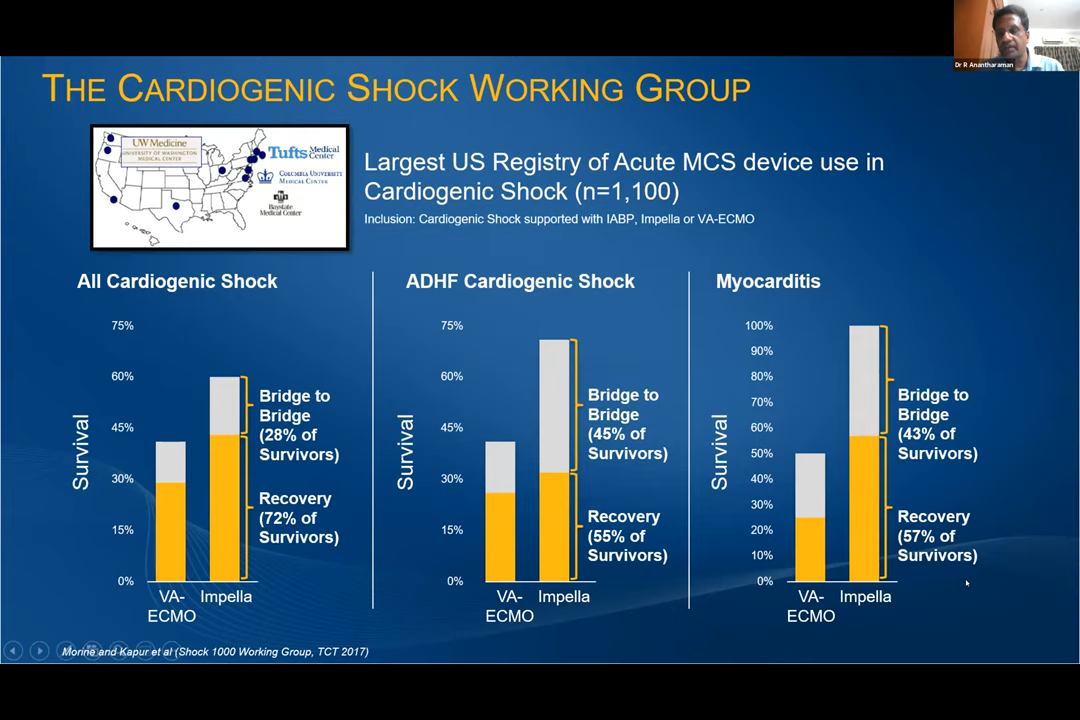 Dr R Anantharaman
THE CARDIOGENIC SHOCK WORKING GROUP
UW Medicine
UNIVERSITY OF WASHINGTON
MEDICAL CENTER
Tufts Medical
Center
COLUMBIA UNIVERSITY
MEDICAL CENTER
Baystate
Medical Center
Largest US Registry of Acute MCS device use in
Cardiogenic Shock (n=1,100)
Inclusion: Cardiogenic Shock supported with IABP, Impella or VA-ECMO
All Cardiogenic Shock
75%
60%
45%
30%
15%
0%
Survival
Bridge to
Bridge
(28% of
Survivors)
Recovery
(72% of
Survivors)
VA-
ECMO
Impella
ADHF Cardiogenic Shock
75%
60%
45%
30%
15%
0%
Survival
Bridge to
Bridge
(45% of
Survivors)
Recovery
(55% of
Survivors)
VA-
ECMO
Impella
Myocarditis
100%
90%
80%
70%
60%
50%
40%
30%
20%
10%
0%
Survival
Bridge to
Bridge
(43% of
Survivors)
Recovery
(57% of
Survivors)
VA-
ECMO
Impella
Morine and Kapur et al (Shock 1000 Working Group, TCT 2017)